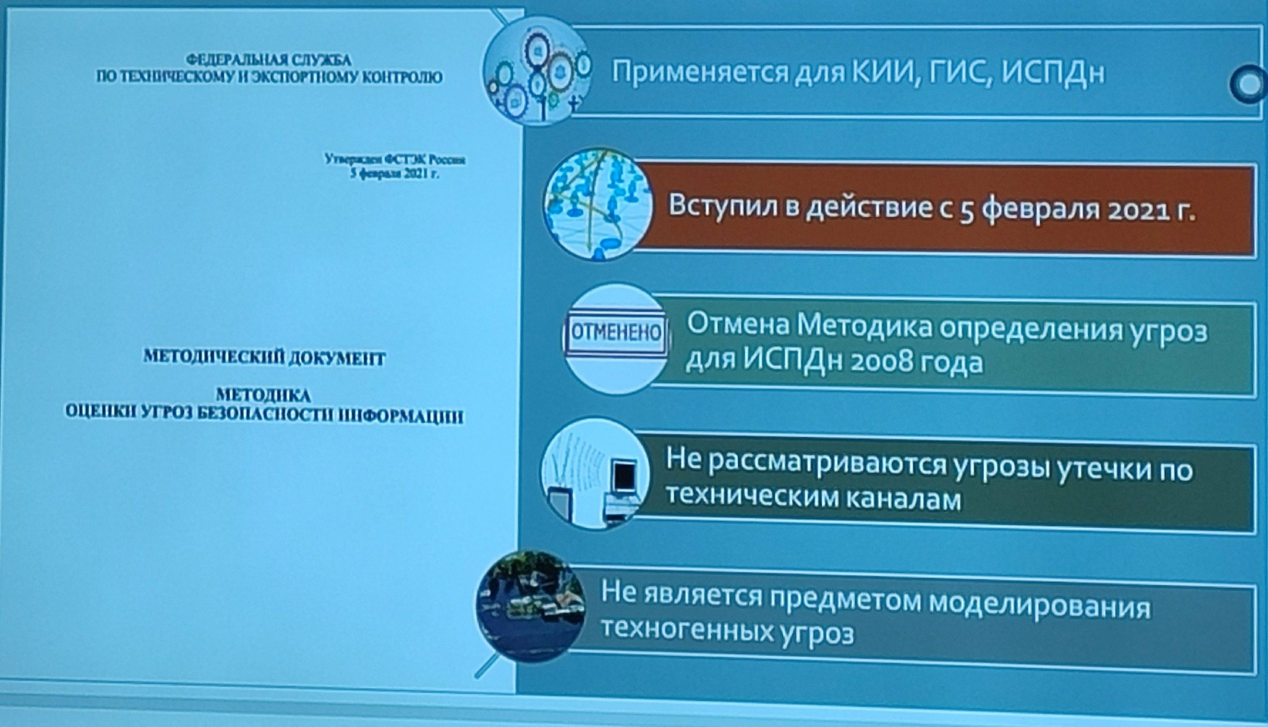 ФЕДЕРАЛЬНАЯ СЛУЖБА
ПО ТЕХНИЧЕСКОМУ И ЭКСПОРТНОМУ КОНТРОЛЮ
Утвержден ФСТЭК России
5 февраля 2021 г.
МЕТОДИЧЕСКИЙ ДОКУМЕНТ
МЕТОДИКА
ОЦЕНКИ УГРОЗ БЕЗОПАСНОСТИ ИНФОРМАЦИИ
Применяется для КИИ, ГИС, ИСПДн
Вступил в действие с 5 февраля 2021 г.
ОТМЕНЕНО
Отмена Методика определения угроз
для ИСПДн 2008 года
Не рассматриваются угрозы утечки по
техническим каналам
Не является предметом моделирования
техногенных угроз